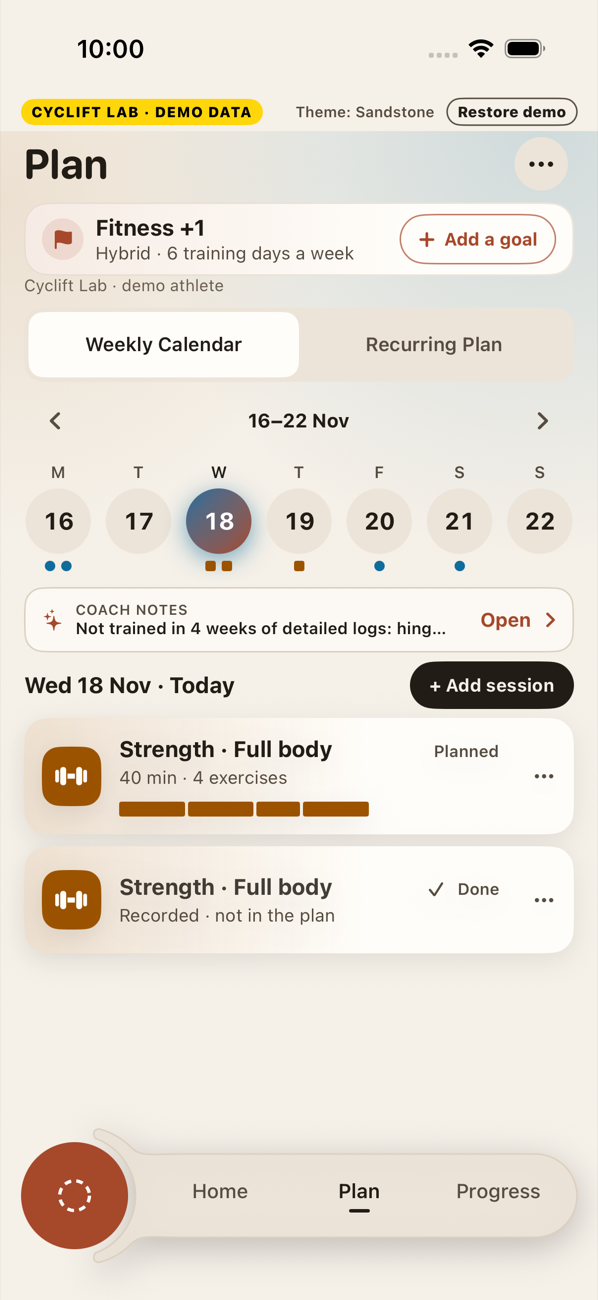 10:00
CYCLIFT LAB · DEMO DATA
Theme: Sandstone
Restore demo
Plan
Fitness +1
Hybrid · 6 training days a week
+ Add a goal
Cyclift Lab · demo athlete
Weekly Calendar
Recurring Plan
16–22 Nov
M T W T F S S
16 17 18 19 20 21 22
COACH NOTES
Not trained in 4 weeks of detailed logs: hing...
Open
Wed 18 Nov · Today
+ Add session
Strength · Full body
Planned
40 min · 4 exercises
Strength · Full body
Done
Recorded · not in the plan
Home
Plan
Progress